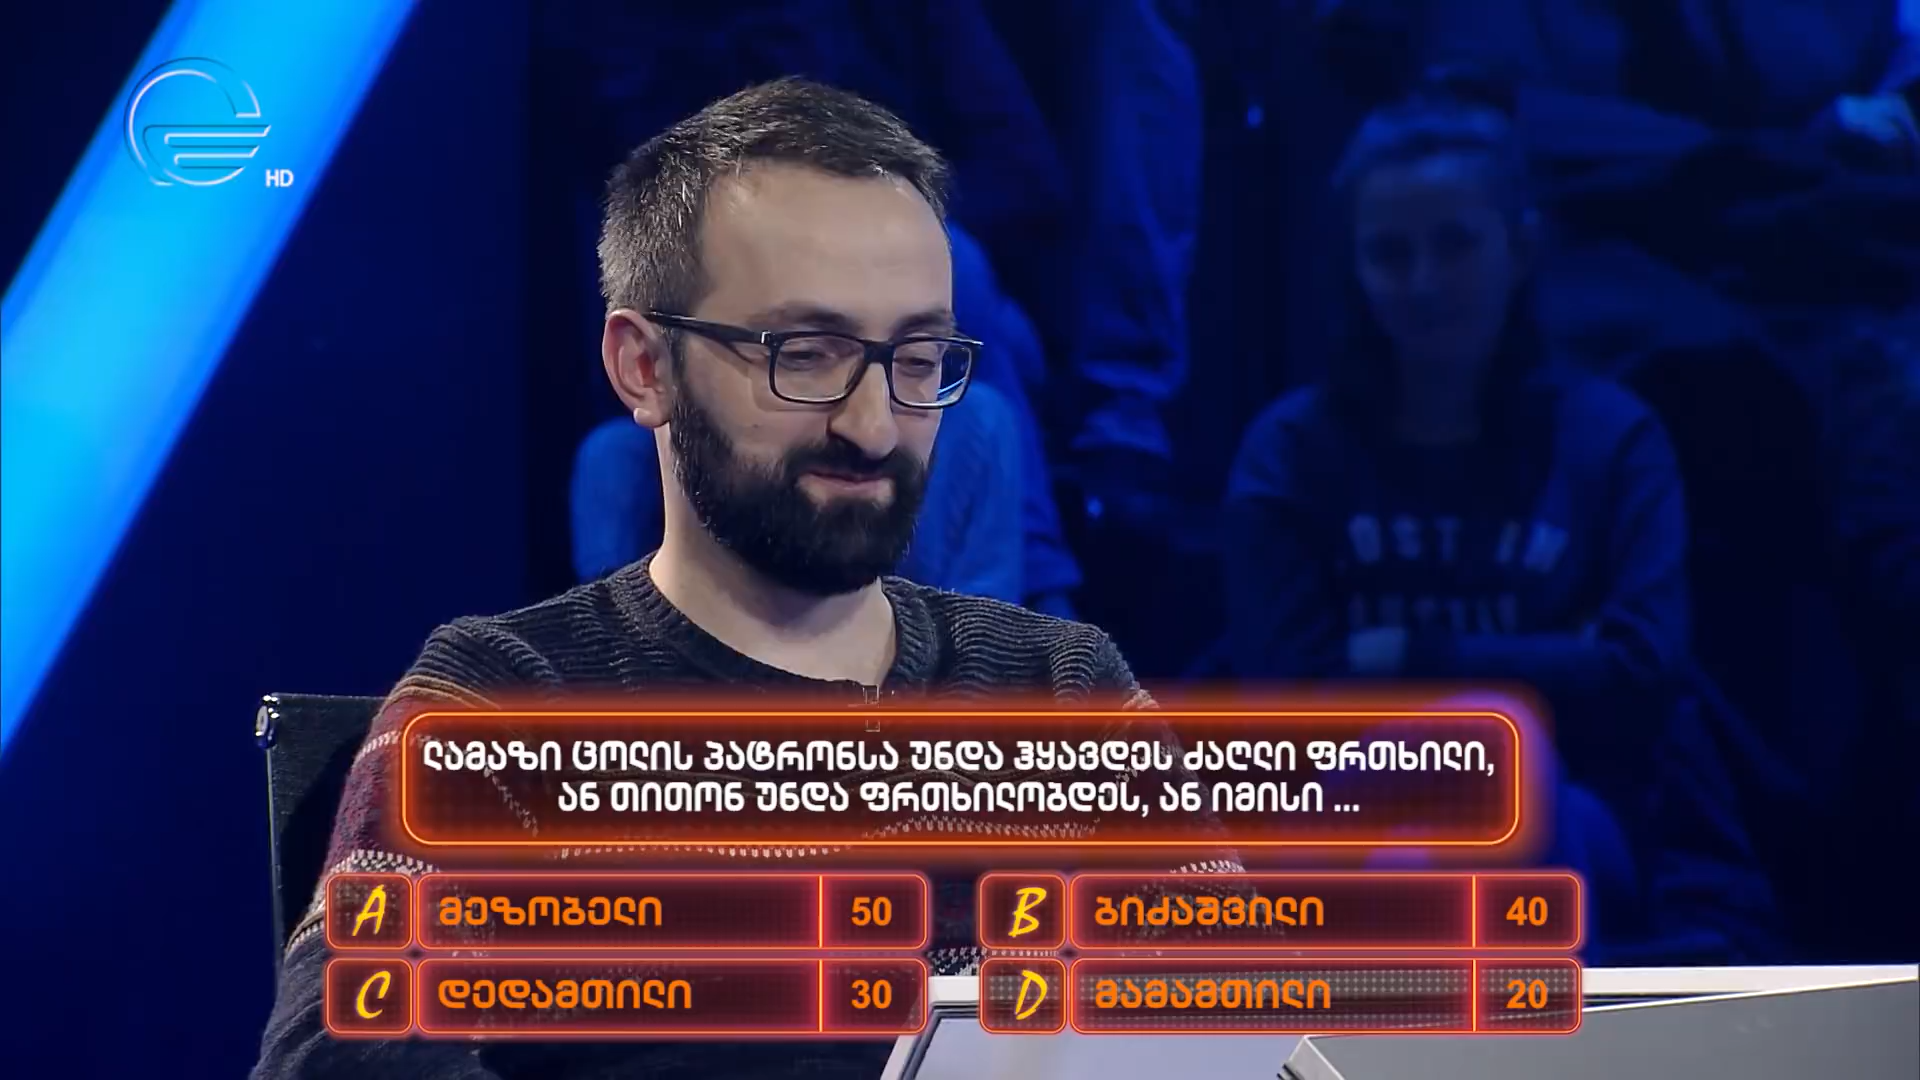 HD
ლამაზი ცოლის პატრონსა უნდა ჰყავდეს ძაღლი ფრთხილი,
ან თითონ უნდა ფრთხილობდეს, ან იმისი ...
A მეზობელი 50
B ბიძაშვილი 40
C დედამთილი 30
D მამამთილი 20